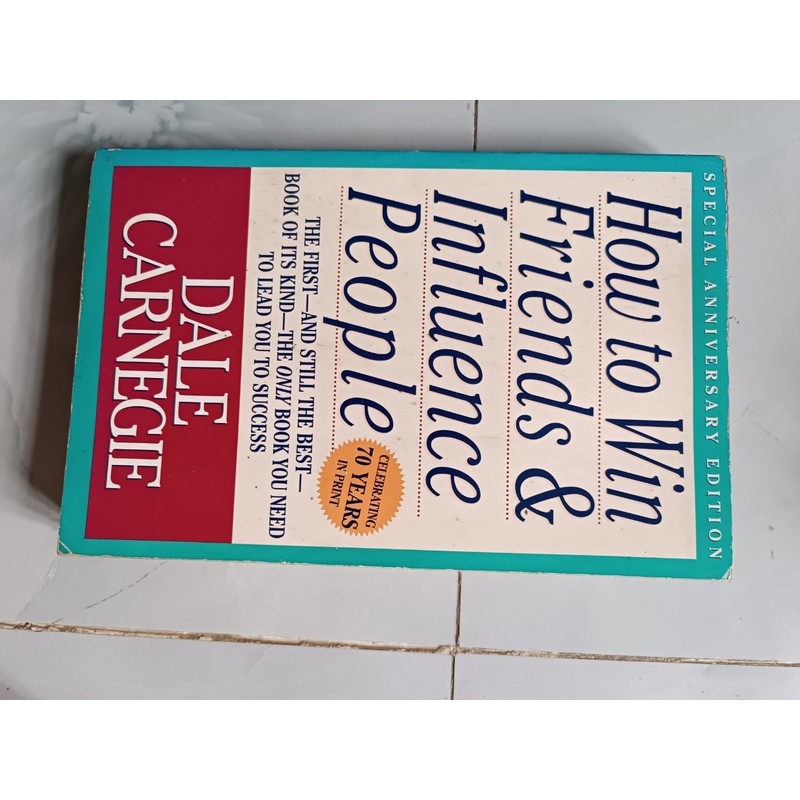 SPECIAL ANNIVERSARY EDITION
How to Win
Friends &
Influence
People
CELEBRATING
70 YEARS
IN PRINT
THE FIRST—AND STILL THE BEST—
BOOK OF ITS KIND—THE ONLY BOOK YOU NEED
TO LEAD YOU TO SUCCESS
DALE
CARNEGIE